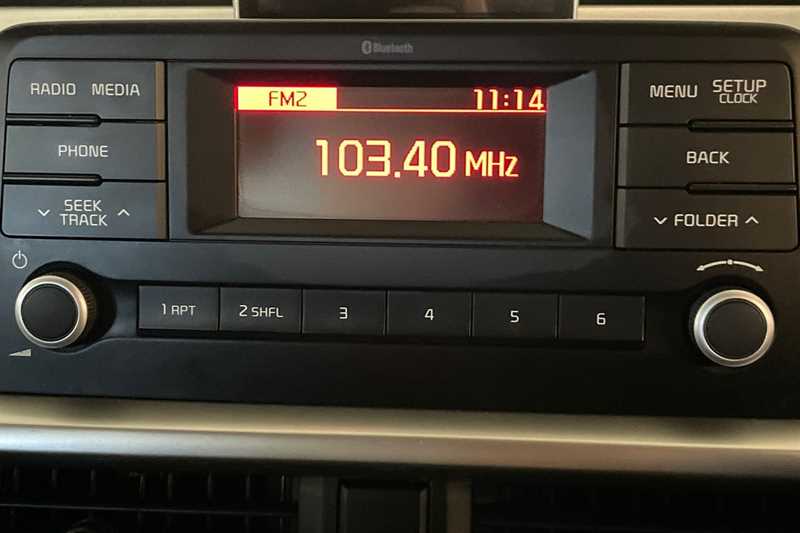 Bluetooth
RADIO MEDIA
FM2 11:14
MENU SETUP
CLOCK
PHONE
103.40 MHz
BACK
SEEK
TRACK
FOLDER
1 RPT 2 SHFL 3 4 5 6